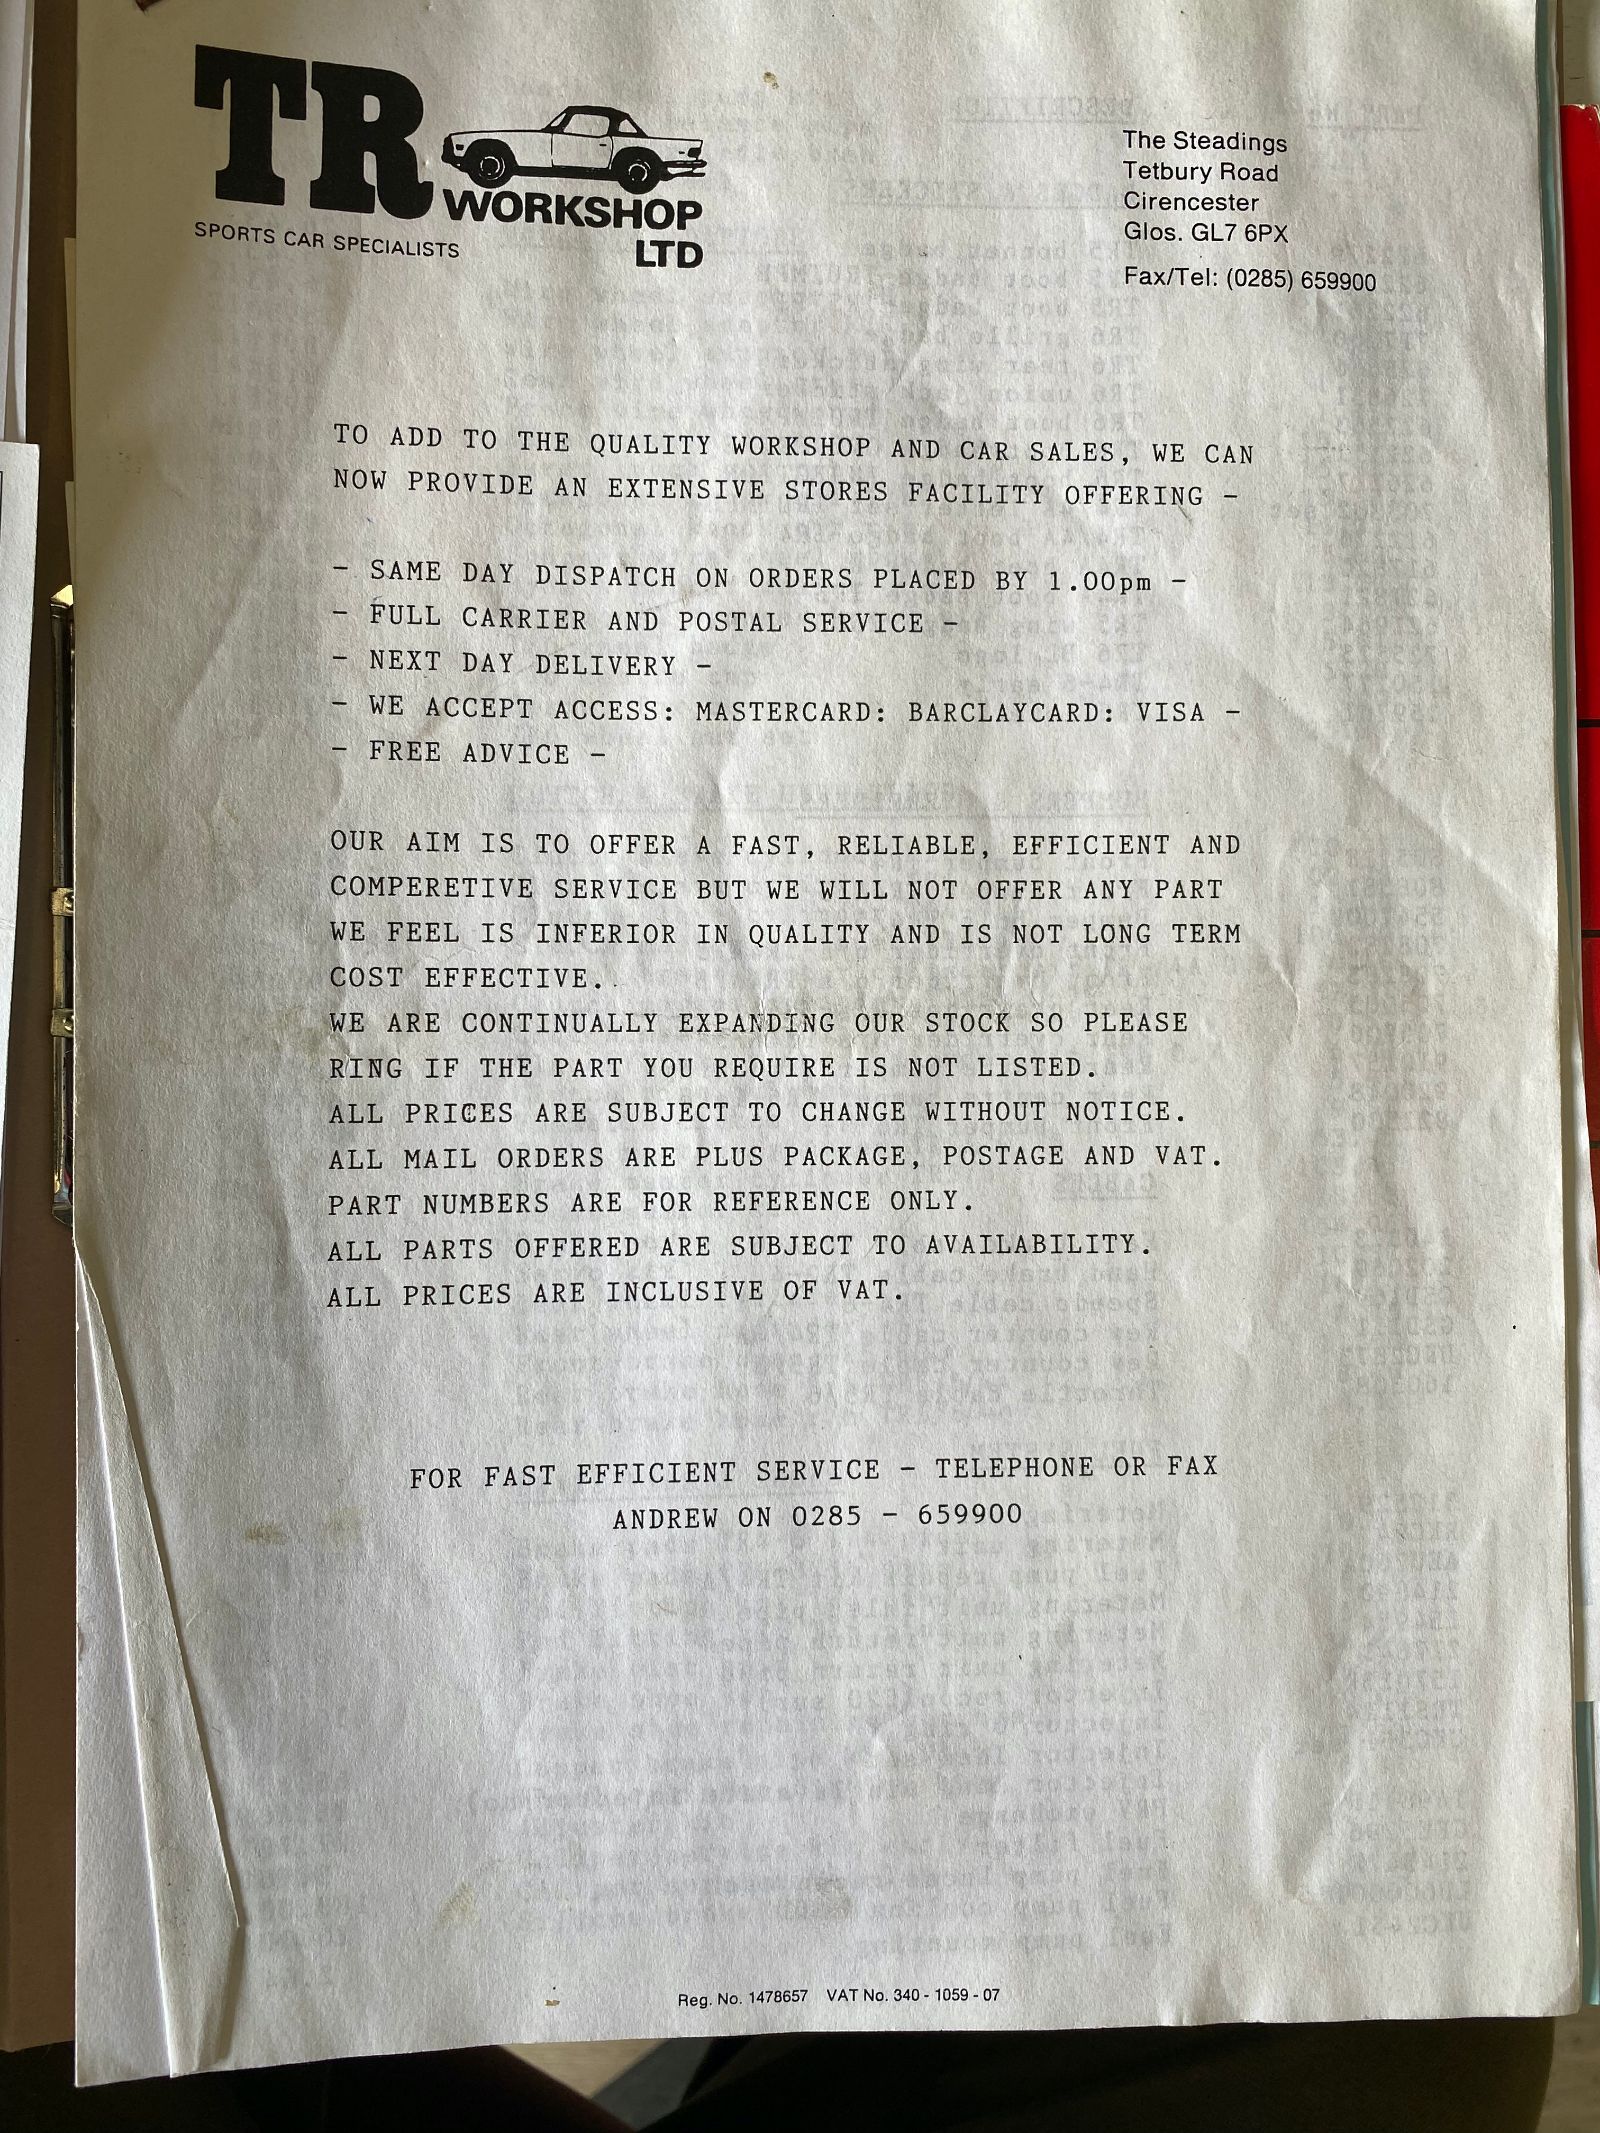 TR
WORKSHOP
LTD
SPORTS CAR SPECIALISTS
The Steadings
Tetbury Road
Cirencester
Glos. GL7 6PX
Fax/Tel: (0285) 659900
TO ADD TO THE QUALITY WORKSHOP AND CAR SALES, WE CAN
NOW PROVIDE AN EXTENSIVE STORES FACILITY OFFERING -
- SAME DAY DISPATCH ON ORDERS PLACED BY 1.00pm -
- FULL CARRIER AND POSTAL SERVICE -
- NEXT DAY DELIVERY -
- WE ACCEPT ACCESS: MASTERCARD: BARCLAYCARD: VISA -
- FREE ADVICE -
OUR AIM IS TO OFFER A FAST, RELIABLE, EFFICIENT AND
COMPERETIVE SERVICE BUT WE WILL NOT OFFER ANY PART
WE FEEL IS INFERIOR IN QUALITY AND IS NOT LONG TERM
COST EFFECTIVE.
WE ARE CONTINUALLY EXPANDING OUR STOCK SO PLEASE
RING IF THE PART YOU REQUIRE IS NOT LISTED.
ALL PRICES ARE SUBJECT TO CHANGE WITHOUT NOTICE.
ALL MAIL ORDERS ARE PLUS PACKAGE, POSTAGE AND VAT.
PART NUMBERS ARE FOR REFERENCE ONLY.
ALL PARTS OFFERED ARE SUBJECT TO AVAILABILITY.
ALL PRICES ARE INCLUSIVE OF VAT.
FOR FAST EFFICIENT SERVICE - TELEPHONE OR FAX
ANDREW ON 0285 - 659900
Reg. No. 1478657 VAT No. 340 - 1059 - 07